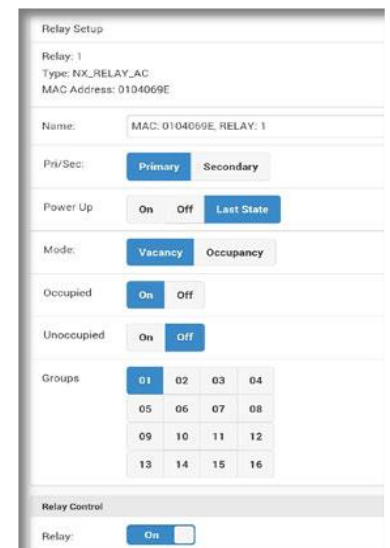 Relay Setup
Relay: 1
Type: NX_RELAY_AC
MAC Address: 0104069E
Name: MAC: 0104069E, RELAY: 1
Pri/Sec: Primary Secondary
Power Up On Off Last State
Mode: Vacancy Occupancy
Occupied On Off
Unoccupied On Off
Groups 01 02 03 04
05 06 07 08
09 10 11 12
13 14 15 16
Relay Control
Relay: On